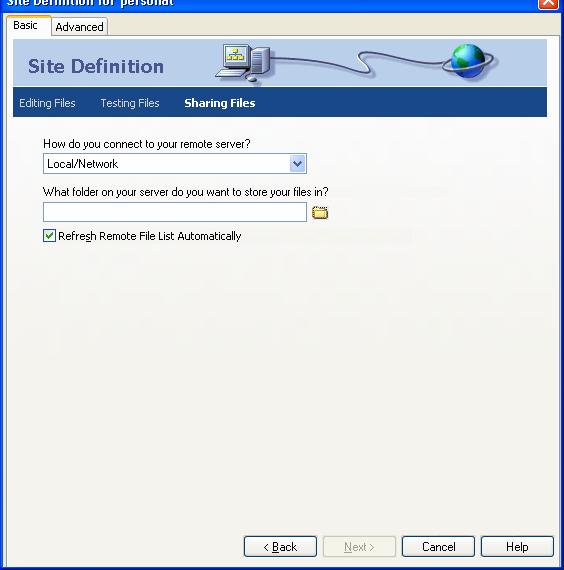 Site Definition for personal
Basic
Advanced
Site Definition
Editing Files
Testing Files
Sharing Files
How do you connect to your remote server?
Local/Network
What folder on your server do you want to store your files in?
Refresh Remote File List Automatically
< Back
Next >
Cancel
Help